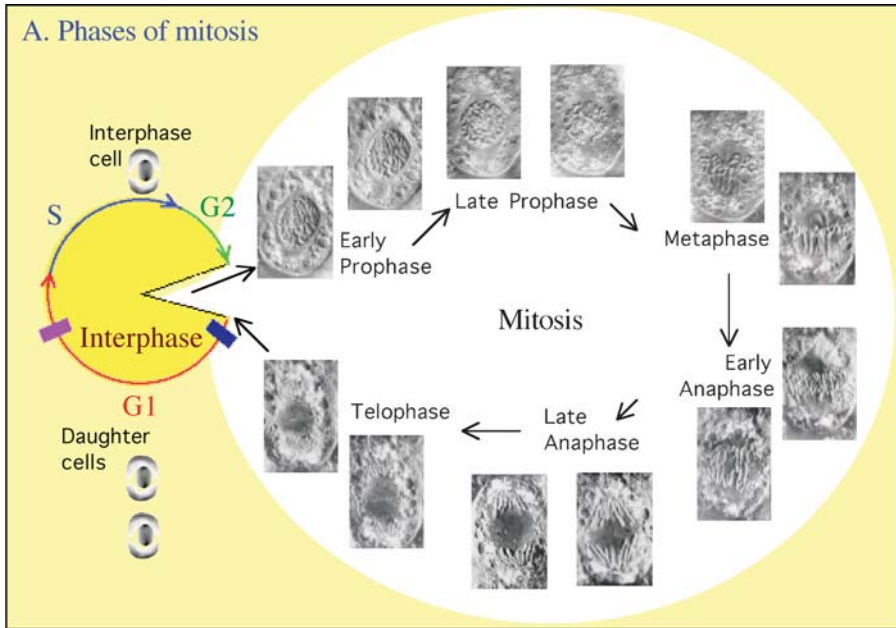 A. Phases of mitosis
Interphase
cell
S
G2
Early
Prophase
Late Prophase
Metaphase
Mitosis
Interphase
G1
Early
Anaphase
Late
Anaphase
Telophase
Daughter
cells